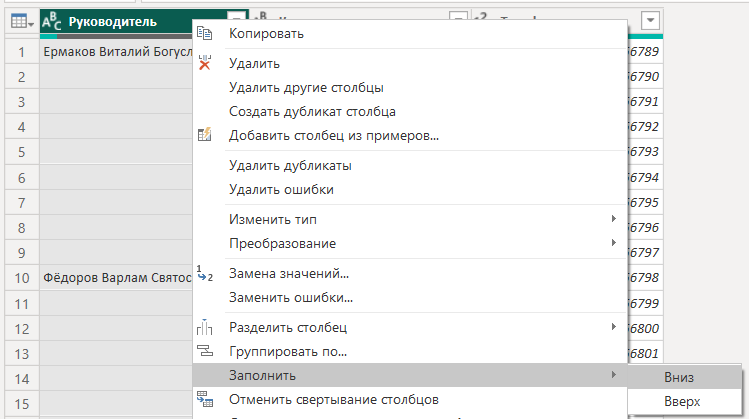 ABC Руководитель
1 Ермаков Виталий Богусл 56789
2 56790
3 56791
4 56792
5 56793
6 56794
7 56795
8 56796
9 56797
10 Фёдоров Варлам Святос 56798
11 56799
12 56800
13 56801
14
15
Копировать
Удалить
Удалить другие столбцы
Создать дубликат столбца
Добавить столбец из примеров...
Удалить дубликаты
Удалить ошибки
Изменить тип
Преобразование
Замена значений...
Заменить ошибки...
Разделить столбец
Группировать по...
Заполнить
Отменить свертывание столбцов
Вниз
Вверх